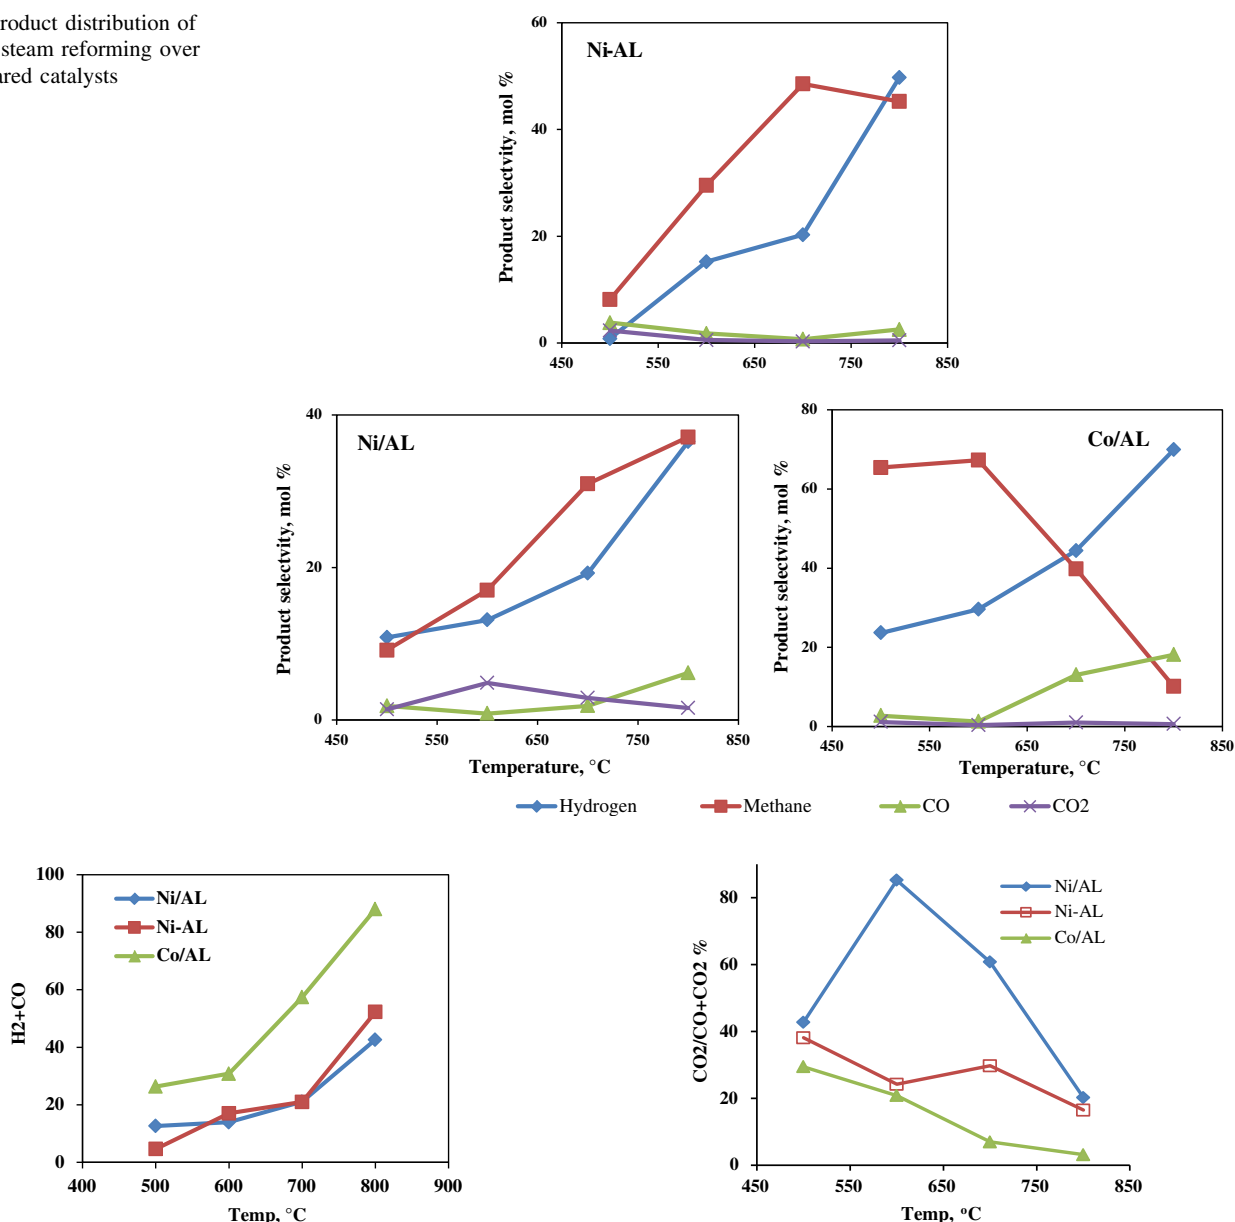 roduct distribution of
steam reforming over
ared catalysts
Ni-AL
Product selectvity, mol %
60
40
20
0
450 550 650 750 850
Ni/AL
Product selectvity, mol %
40
20
0
450 550 650 750 850
Temperature, °C
Co/AL
Product selectvity, mol %
80
60
40
20
0
450 550 650 750 850
Temperature, °C
Hydrogen Methane CO CO2
H2+CO
100
80
60
40
20
0
400 500 600 700 800 900
Temp, °C
Ni/AL
Ni-AL
Co/AL
CO2/CO+CO2 %
80
60
40
20
0
450 550 650 750 850
Temp, °C
Ni/AL
Ni-AL
Co/AL